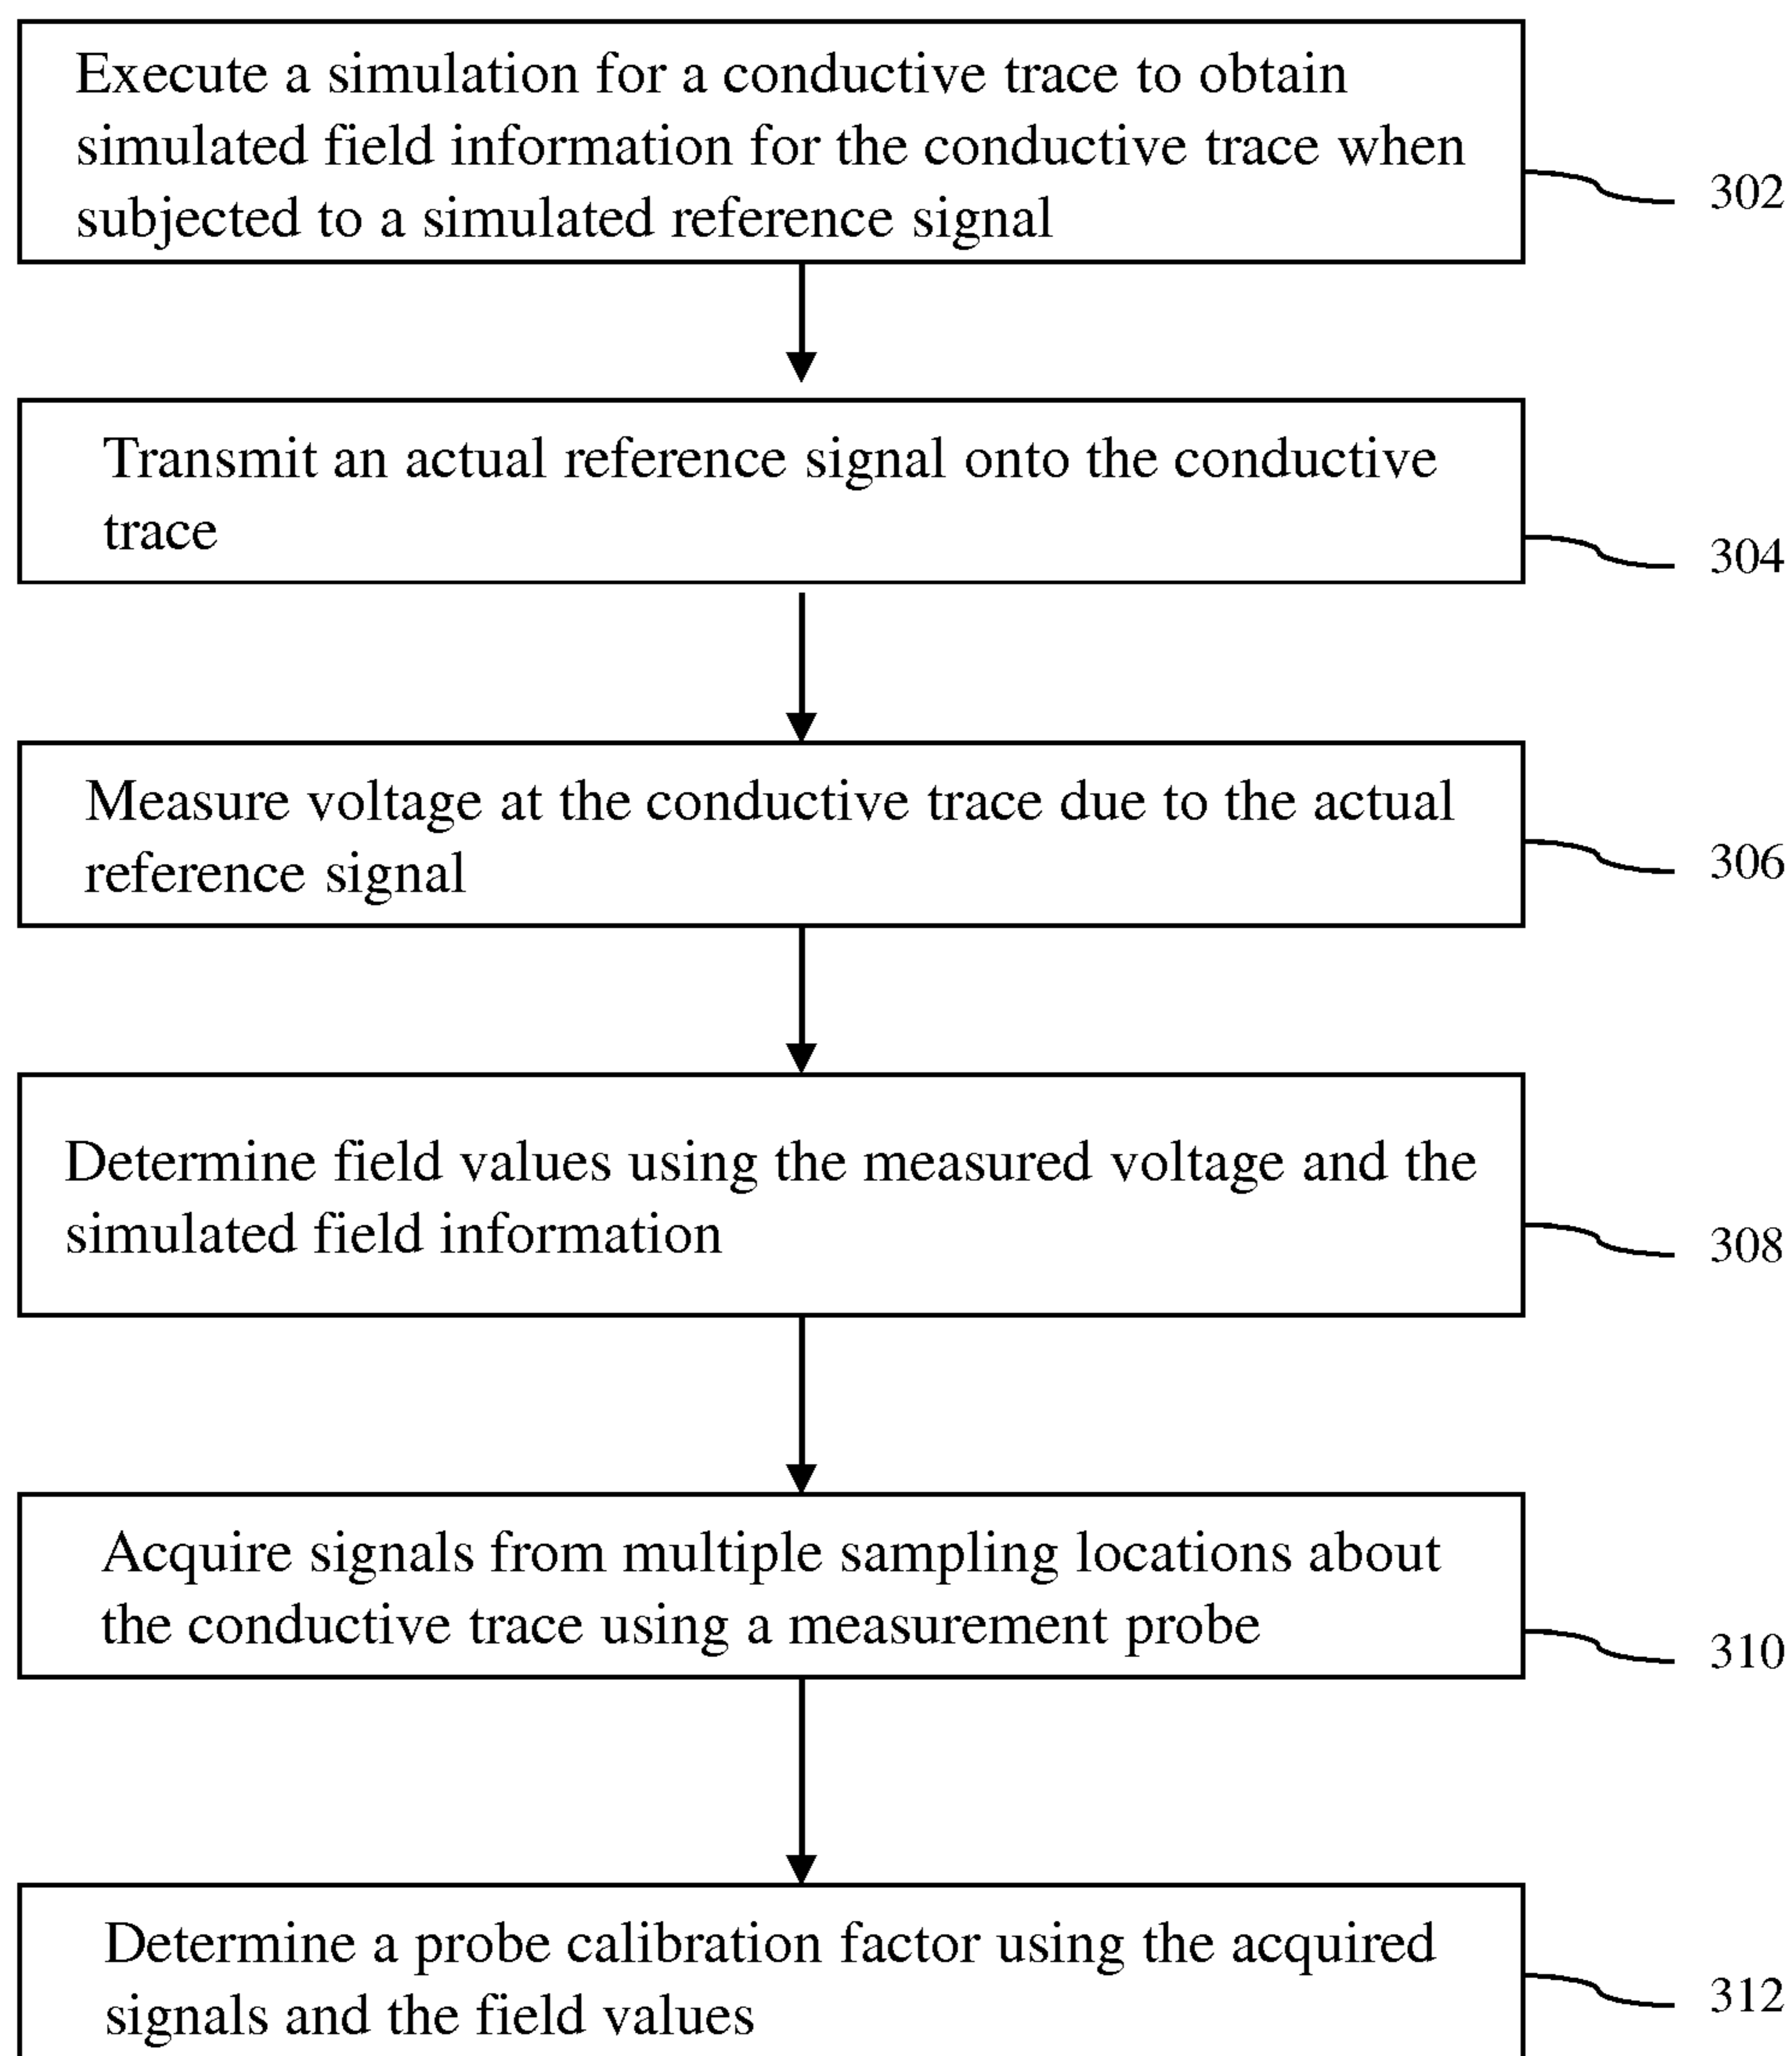 Execute a simulation for a conductive trace to obtain
simulated field information for the conductive trace when
subjected to a simulated reference signal
302
Transmit an actual reference signal onto the conductive
trace
304
Measure voltage at the conductive trace due to the actual
reference signal
306
Determine field values using the measured voltage and the
simulated field information
308
Acquire signals from multiple sampling locations about
the conductive trace using a measurement probe
310
Determine a probe calibration factor using the acquired
signals and the field values
312